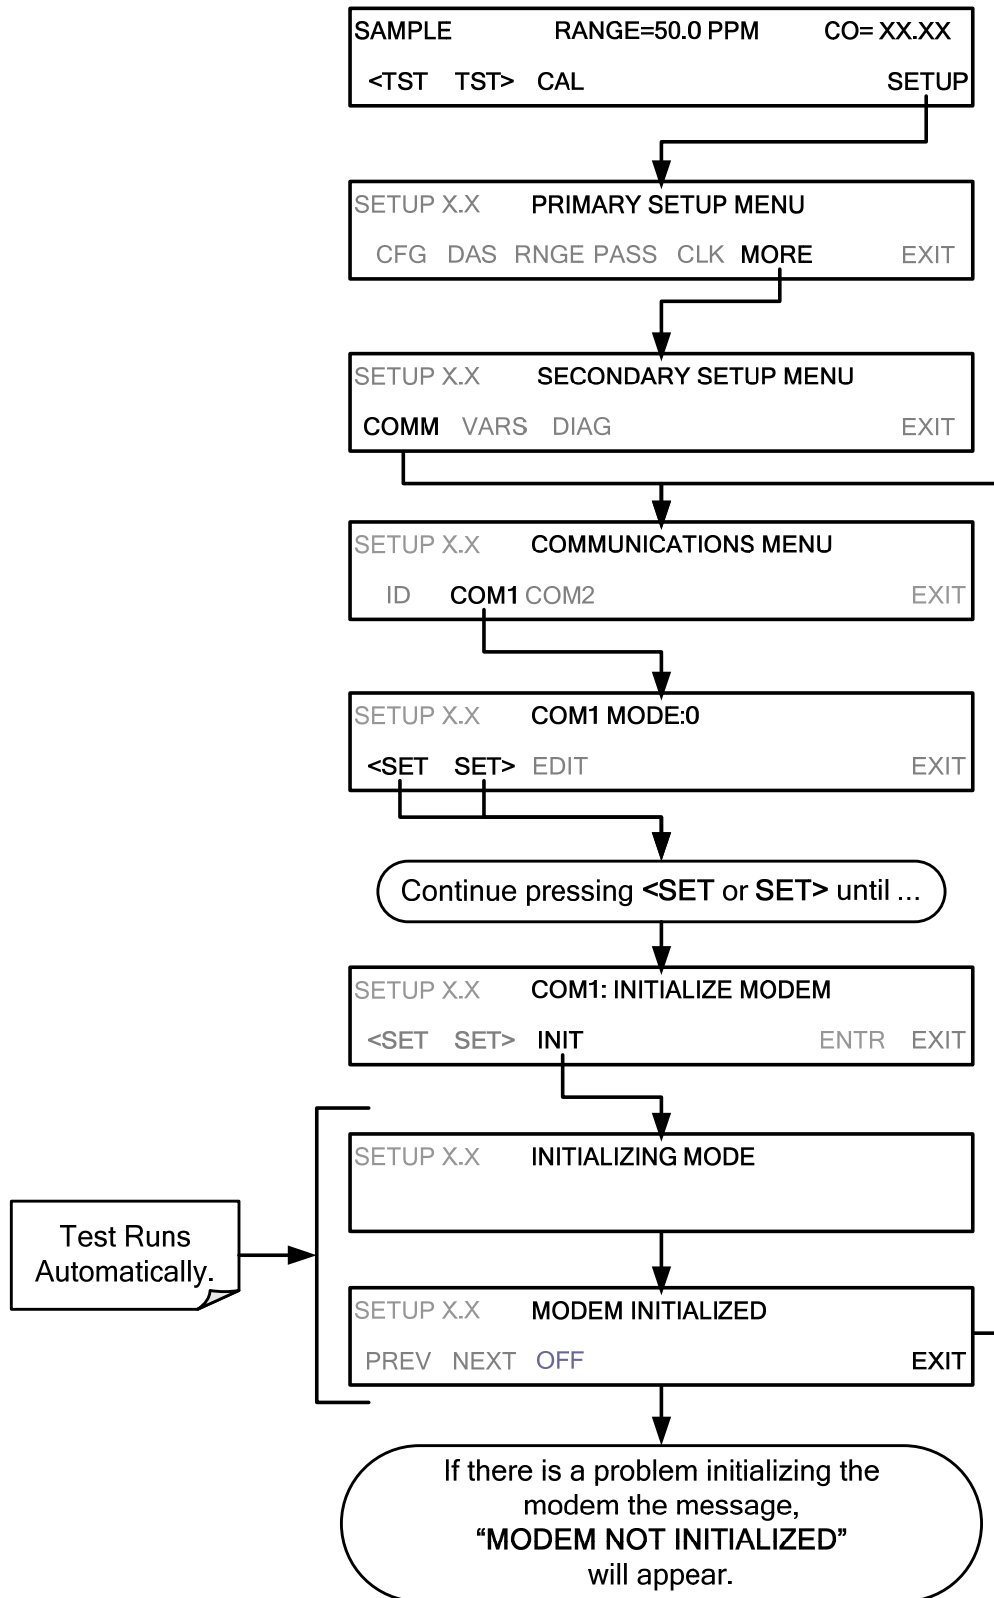 SAMPLE RANGE=50.0 PPM CO= XX.XX
<TST TST> CAL SETUP
SETUP X.X PRIMARY SETUP MENU
CFG DAS RNGE PASS CLK MORE EXIT
SETUP X.X SECONDARY SETUP MENU
COMM VARS DIAG EXIT
SETUP X.X COMMUNICATIONS MENU
ID COM1 COM2 EXIT
SETUP X.X COM1 MODE:0
<SET SET> EDIT EXIT
Continue pressing <SET or SET> until ...
SETUP X.X COM1: INITIALIZE MODEM
<SET SET> INIT ENTR EXIT
SETUP X.X INITIALIZING MODE
Test Runs
Automatically.
SETUP X.X MODEM INITIALIZED
PREV NEXT OFF EXIT
If there is a problem initializing the
modem the message,
“MODEM NOT INITIALIZED”
will appear.